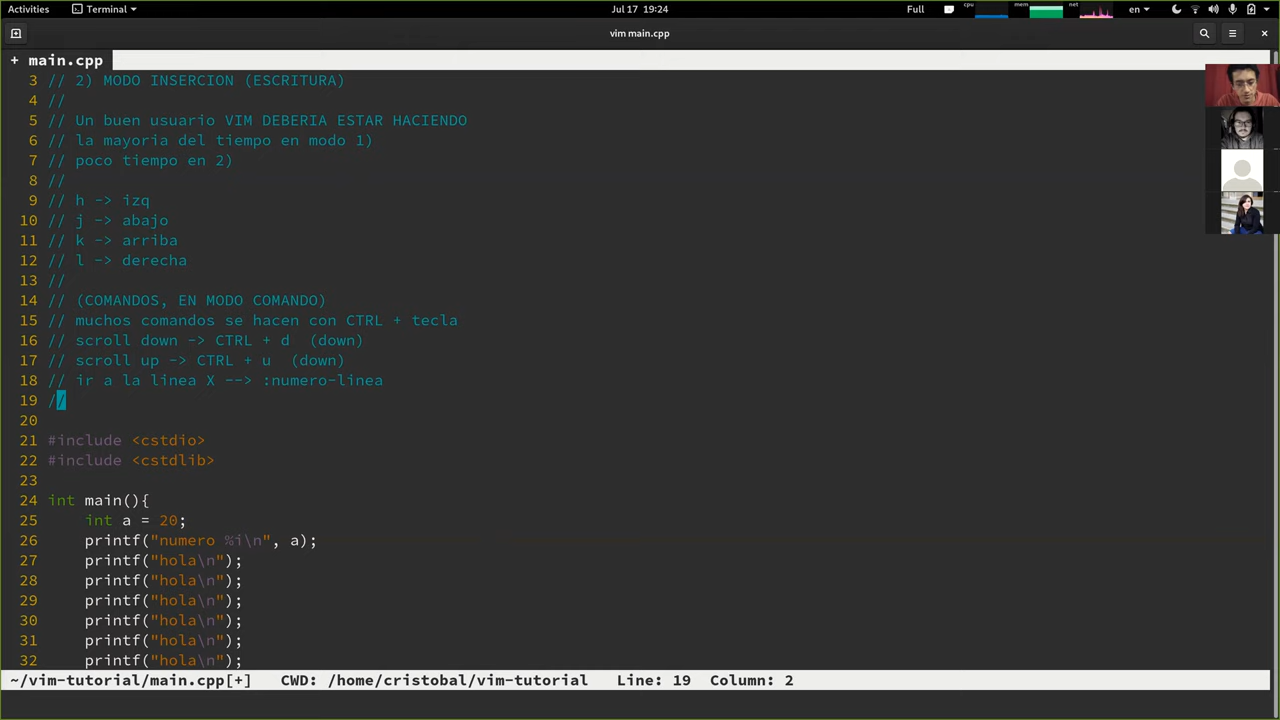 Activities Terminal Jul 17 19:24 Full cpu mem net en
vim main.cpp
+ main.cpp
3 // 2) MODO INSERCION (ESCRITURA)
4 //
5 // Un buen usuario VIM DEBERIA ESTAR HACIENDO
6 // la mayoria del tiempo en modo 1)
7 // poco tiempo en 2)
8 //
9 // h -> izq
10 // j -> abajo
11 // k -> arriba
12 // l -> derecha
13 //
14 // (COMANDOS, EN MODO COMANDO)
15 // muchos comandos se hacen con CTRL + tecla
16 // scroll down -> CTRL + d  (down)
17 // scroll up -> CTRL + u  (down)
18 // ir a la linea X --> :numero-linea
19 //
20
21 #include <cstdio>
22 #include <cstdlib>
23
24 int main(){
25     int a = 20;
26     printf("numero %i\n", a);
27     printf("hola\n");
28     printf("hola\n");
29     printf("hola\n");
30     printf("hola\n");
31     printf("hola\n");
32     printf("hola\n");
~/vim-tutorial/main.cpp[+]   CWD: /home/cristobal/vim-tutorial   Line: 19  Column: 2